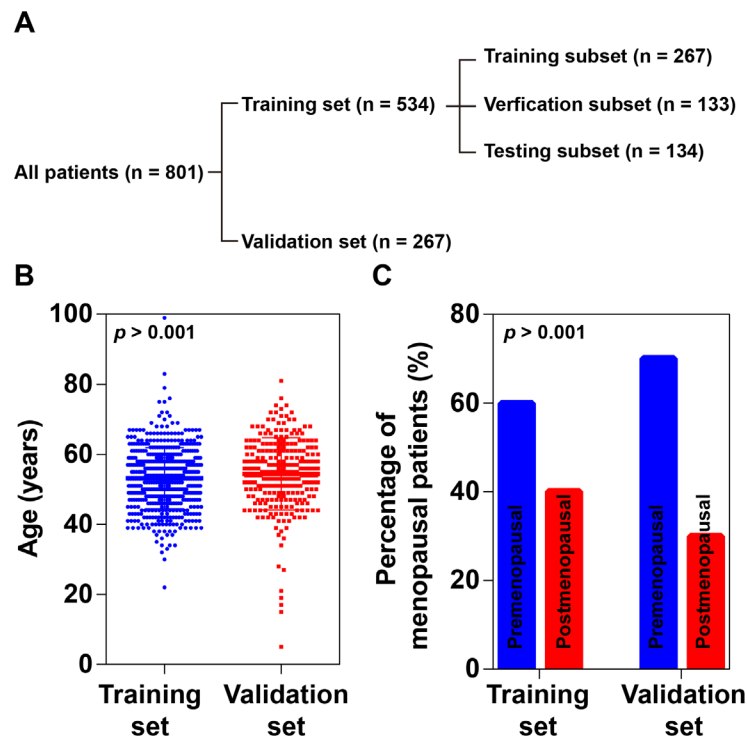 A
All patients (n = 801)
Training set (n = 534)
Validation set (n = 267)
Training subset (n = 267)
Verfication subset (n = 133)
Testing subset (n = 134)
B
Age (years)
100
80
60
40
20
0
p > 0.001
Training
set
Validation
set
C
Percentage of
menopausal patients (%)
80
60
40
20
0
p > 0.001
Premenopausal
Postmenopausal
Premenopausal
Postmenopausal
Training
set
Validation
set